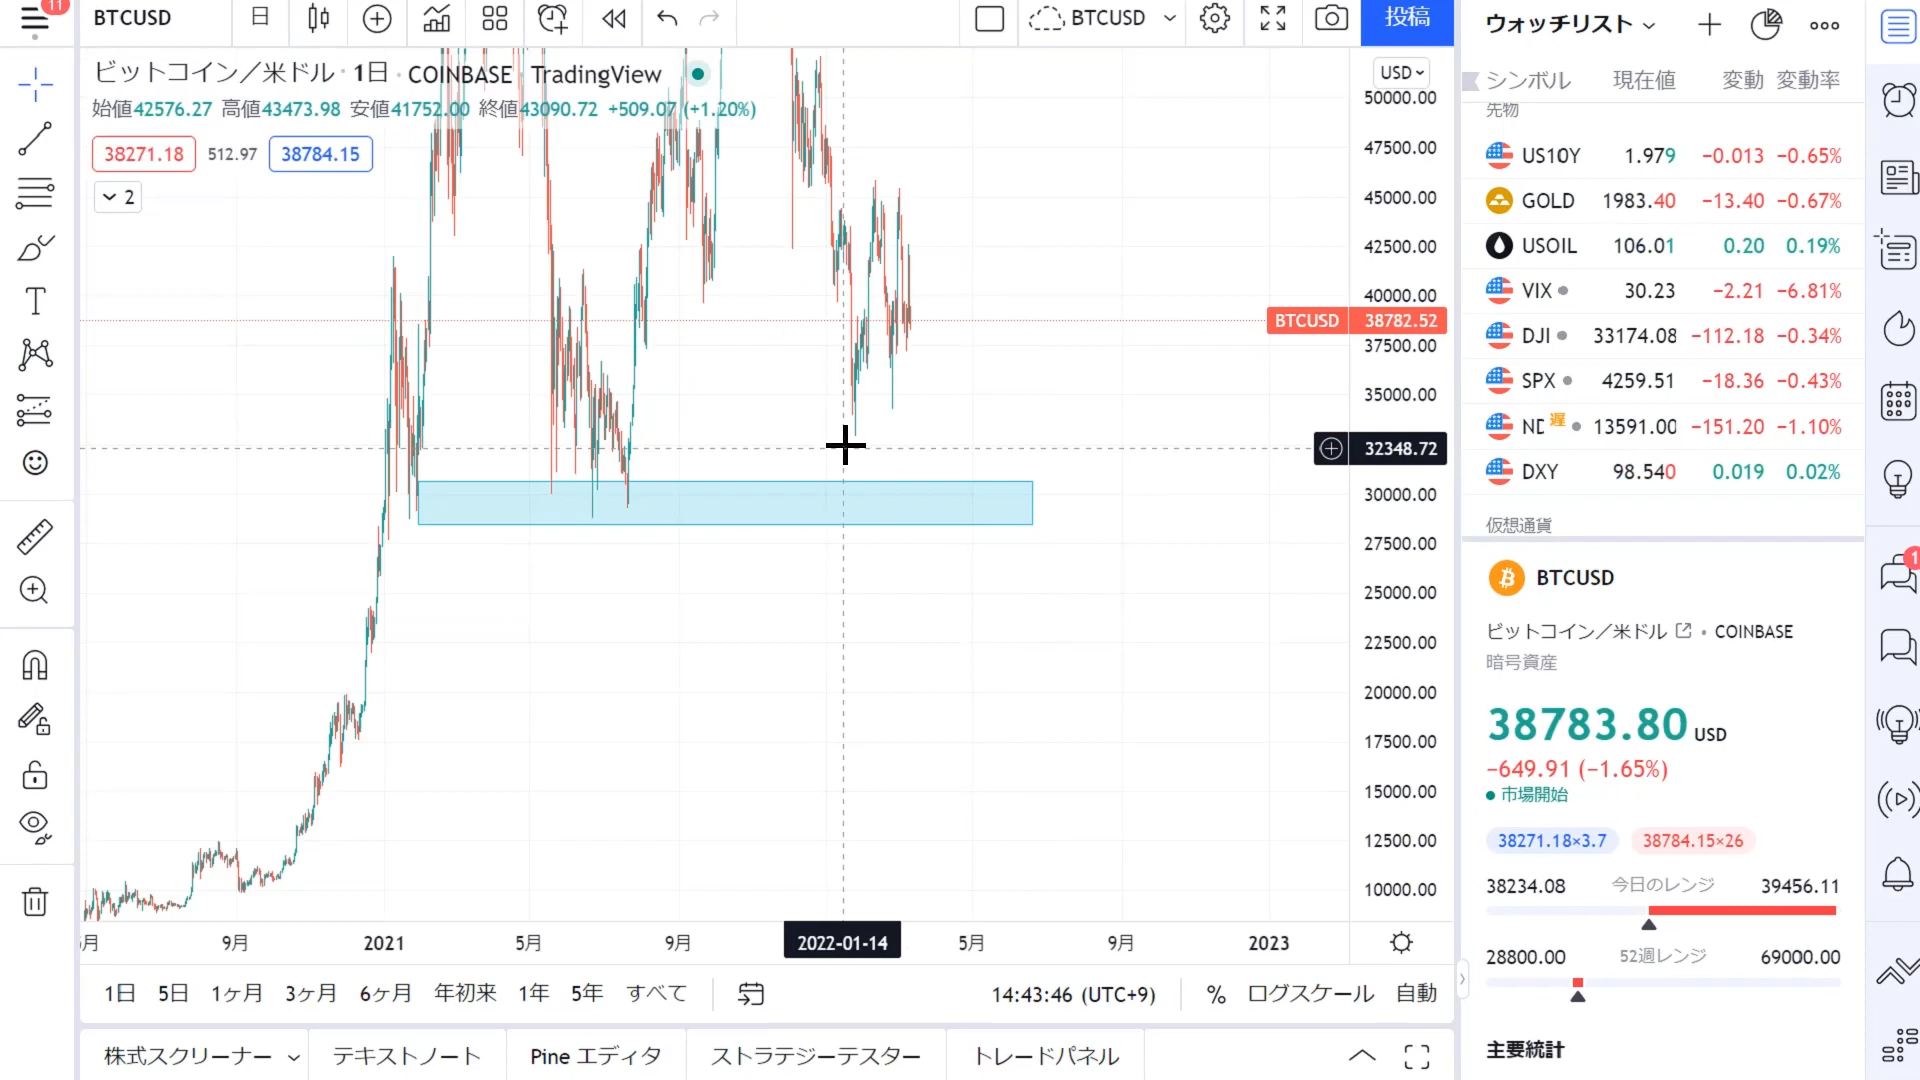 11
BTCUSD
日
BTCUSD
投稿
ビットコイン／米ドル · 1日 · COINBASE TradingView
始値42576.27 高値43473.98 安値41752.00 終値43090.72 +509.07 (+1.20%)
38271.18 512.97 38784.15
2
USD
50000.00
47500.00
45000.00
42500.00
40000.00
BTCUSD 38782.52
37500.00
35000.00
32348.72
30000.00
27500.00
25000.00
22500.00
20000.00
17500.00
15000.00
12500.00
10000.00
月 9月 2021 5月 9月 2022-01-14 5月 9月 2023
1日 5日 1ヶ月 3ヶ月 6ヶ月 年初来 1年 5年 すべて
14:43:46 (UTC+9) % ログスケール 自動
株式スクリーナー テキストノート Pine エディタ ストラテジーテスター トレードパネル
ウォッチリスト
シンボル 現在値 変動 変動率
先物
US10Y 1.979 −0.013 −0.65%
GOLD 1983.40 −13.40 −0.67%
USOIL 106.01 0.20 0.19%
VIX 30.23 −2.21 −6.81%
DJI 33174.08 −112.18 −0.34%
SPX 4259.51 −18.36 −0.43%
ND 遅 13591.00 −151.20 −1.10%
DXY 98.540 0.019 0.02%
仮想通貨
BTCUSD
ビットコイン／米ドル · COINBASE
暗号資産
38783.80 USD
−649.91 (−1.65%)
市場開始
38271.18×3.7 38784.15×26
38234.08 今日のレンジ 39456.11
28800.00 52週レンジ 69000.00
主要統計
1